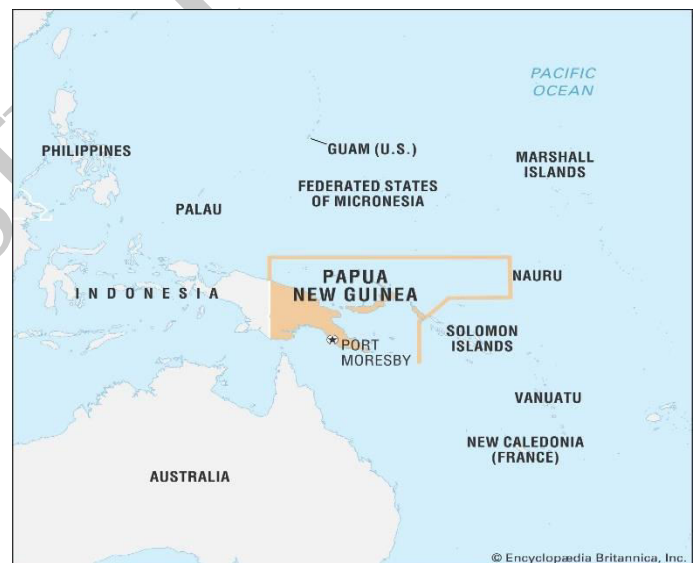 PACIFIC
OCEAN
PHILIPPINES
GUAM (U.S.)
MARSHALL
ISLANDS
FEDERATED STATES
OF MICRONESIA
PALAU
PAPUA
NEW GUINEA
NAURU
INDONESIA
SOLOMON
ISLANDS
PORT
MORESBY
VANUATU
NEW CALEDONIA
(FRANCE)
AUSTRALIA
© Encyclopædia Britannica, Inc.